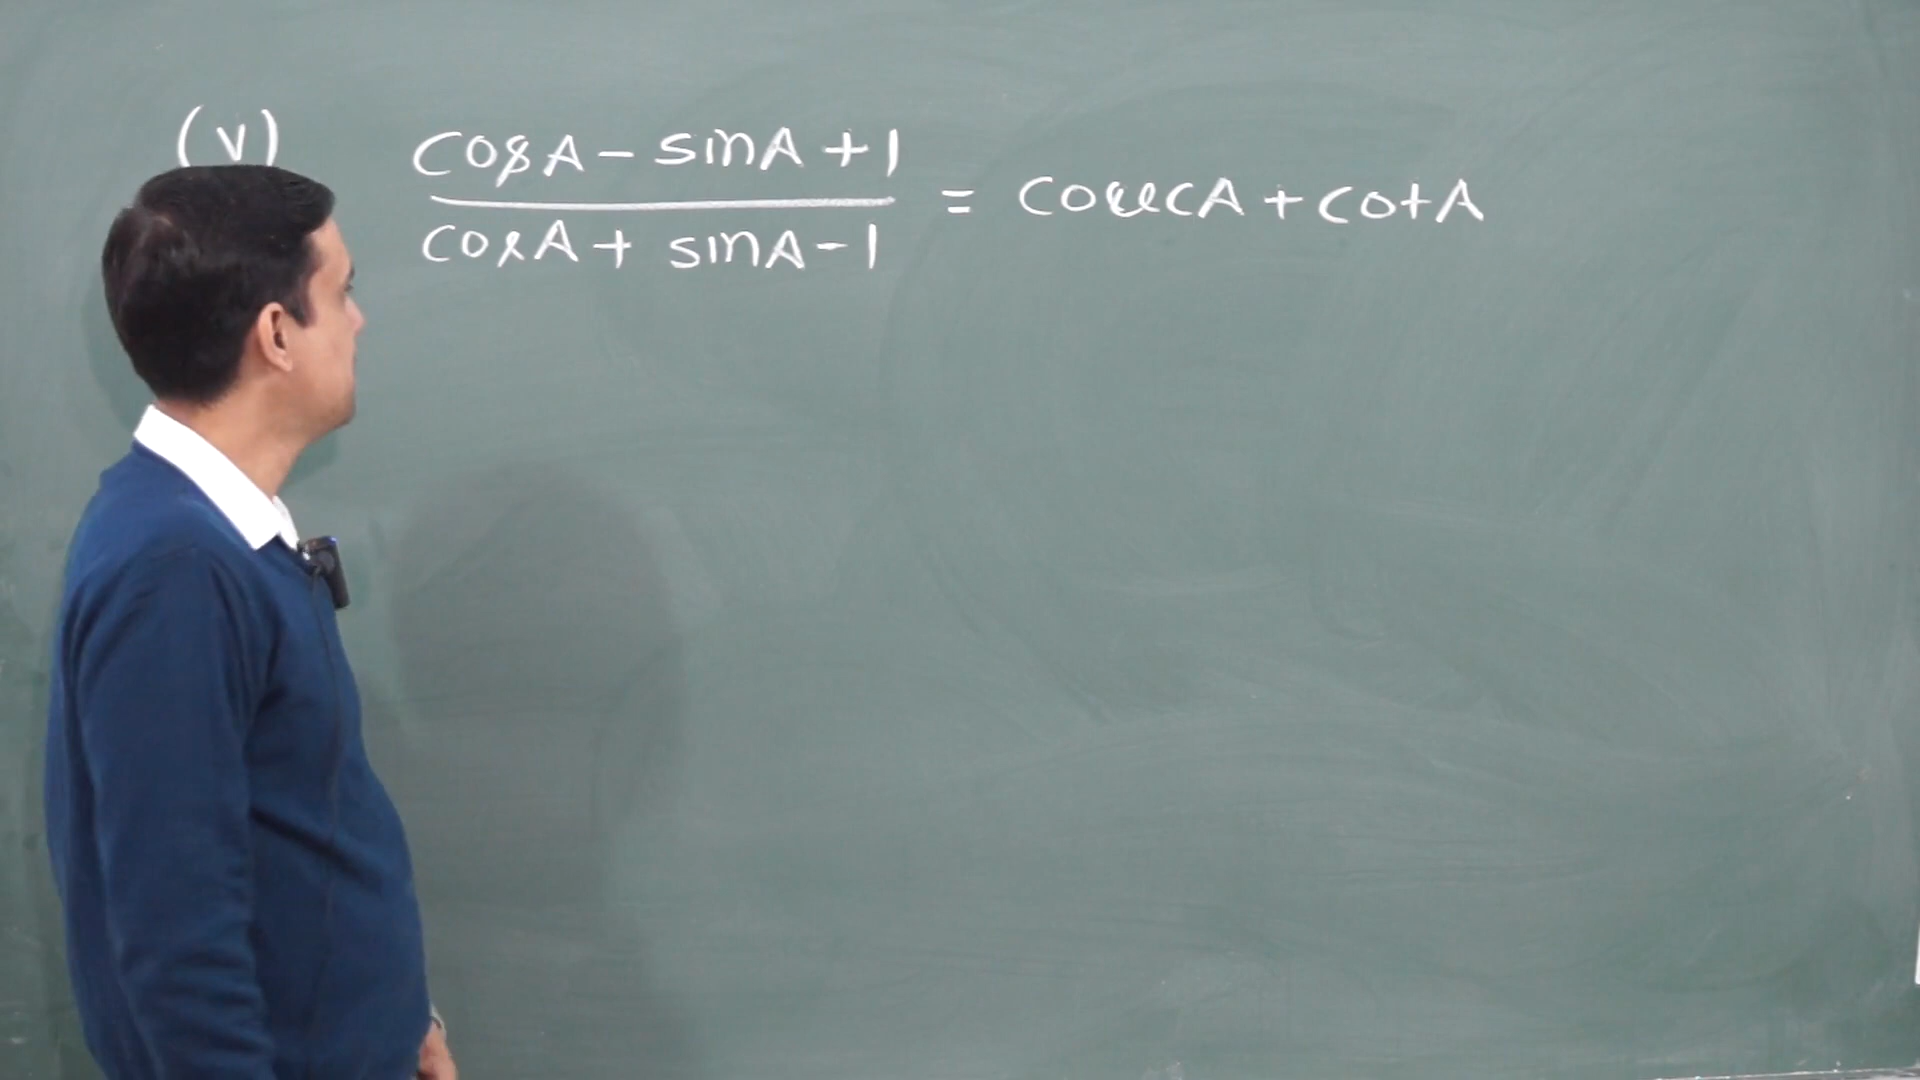 (v) cosA - sinA + 1 / cosA + sinA - 1 = cosecA + cotA